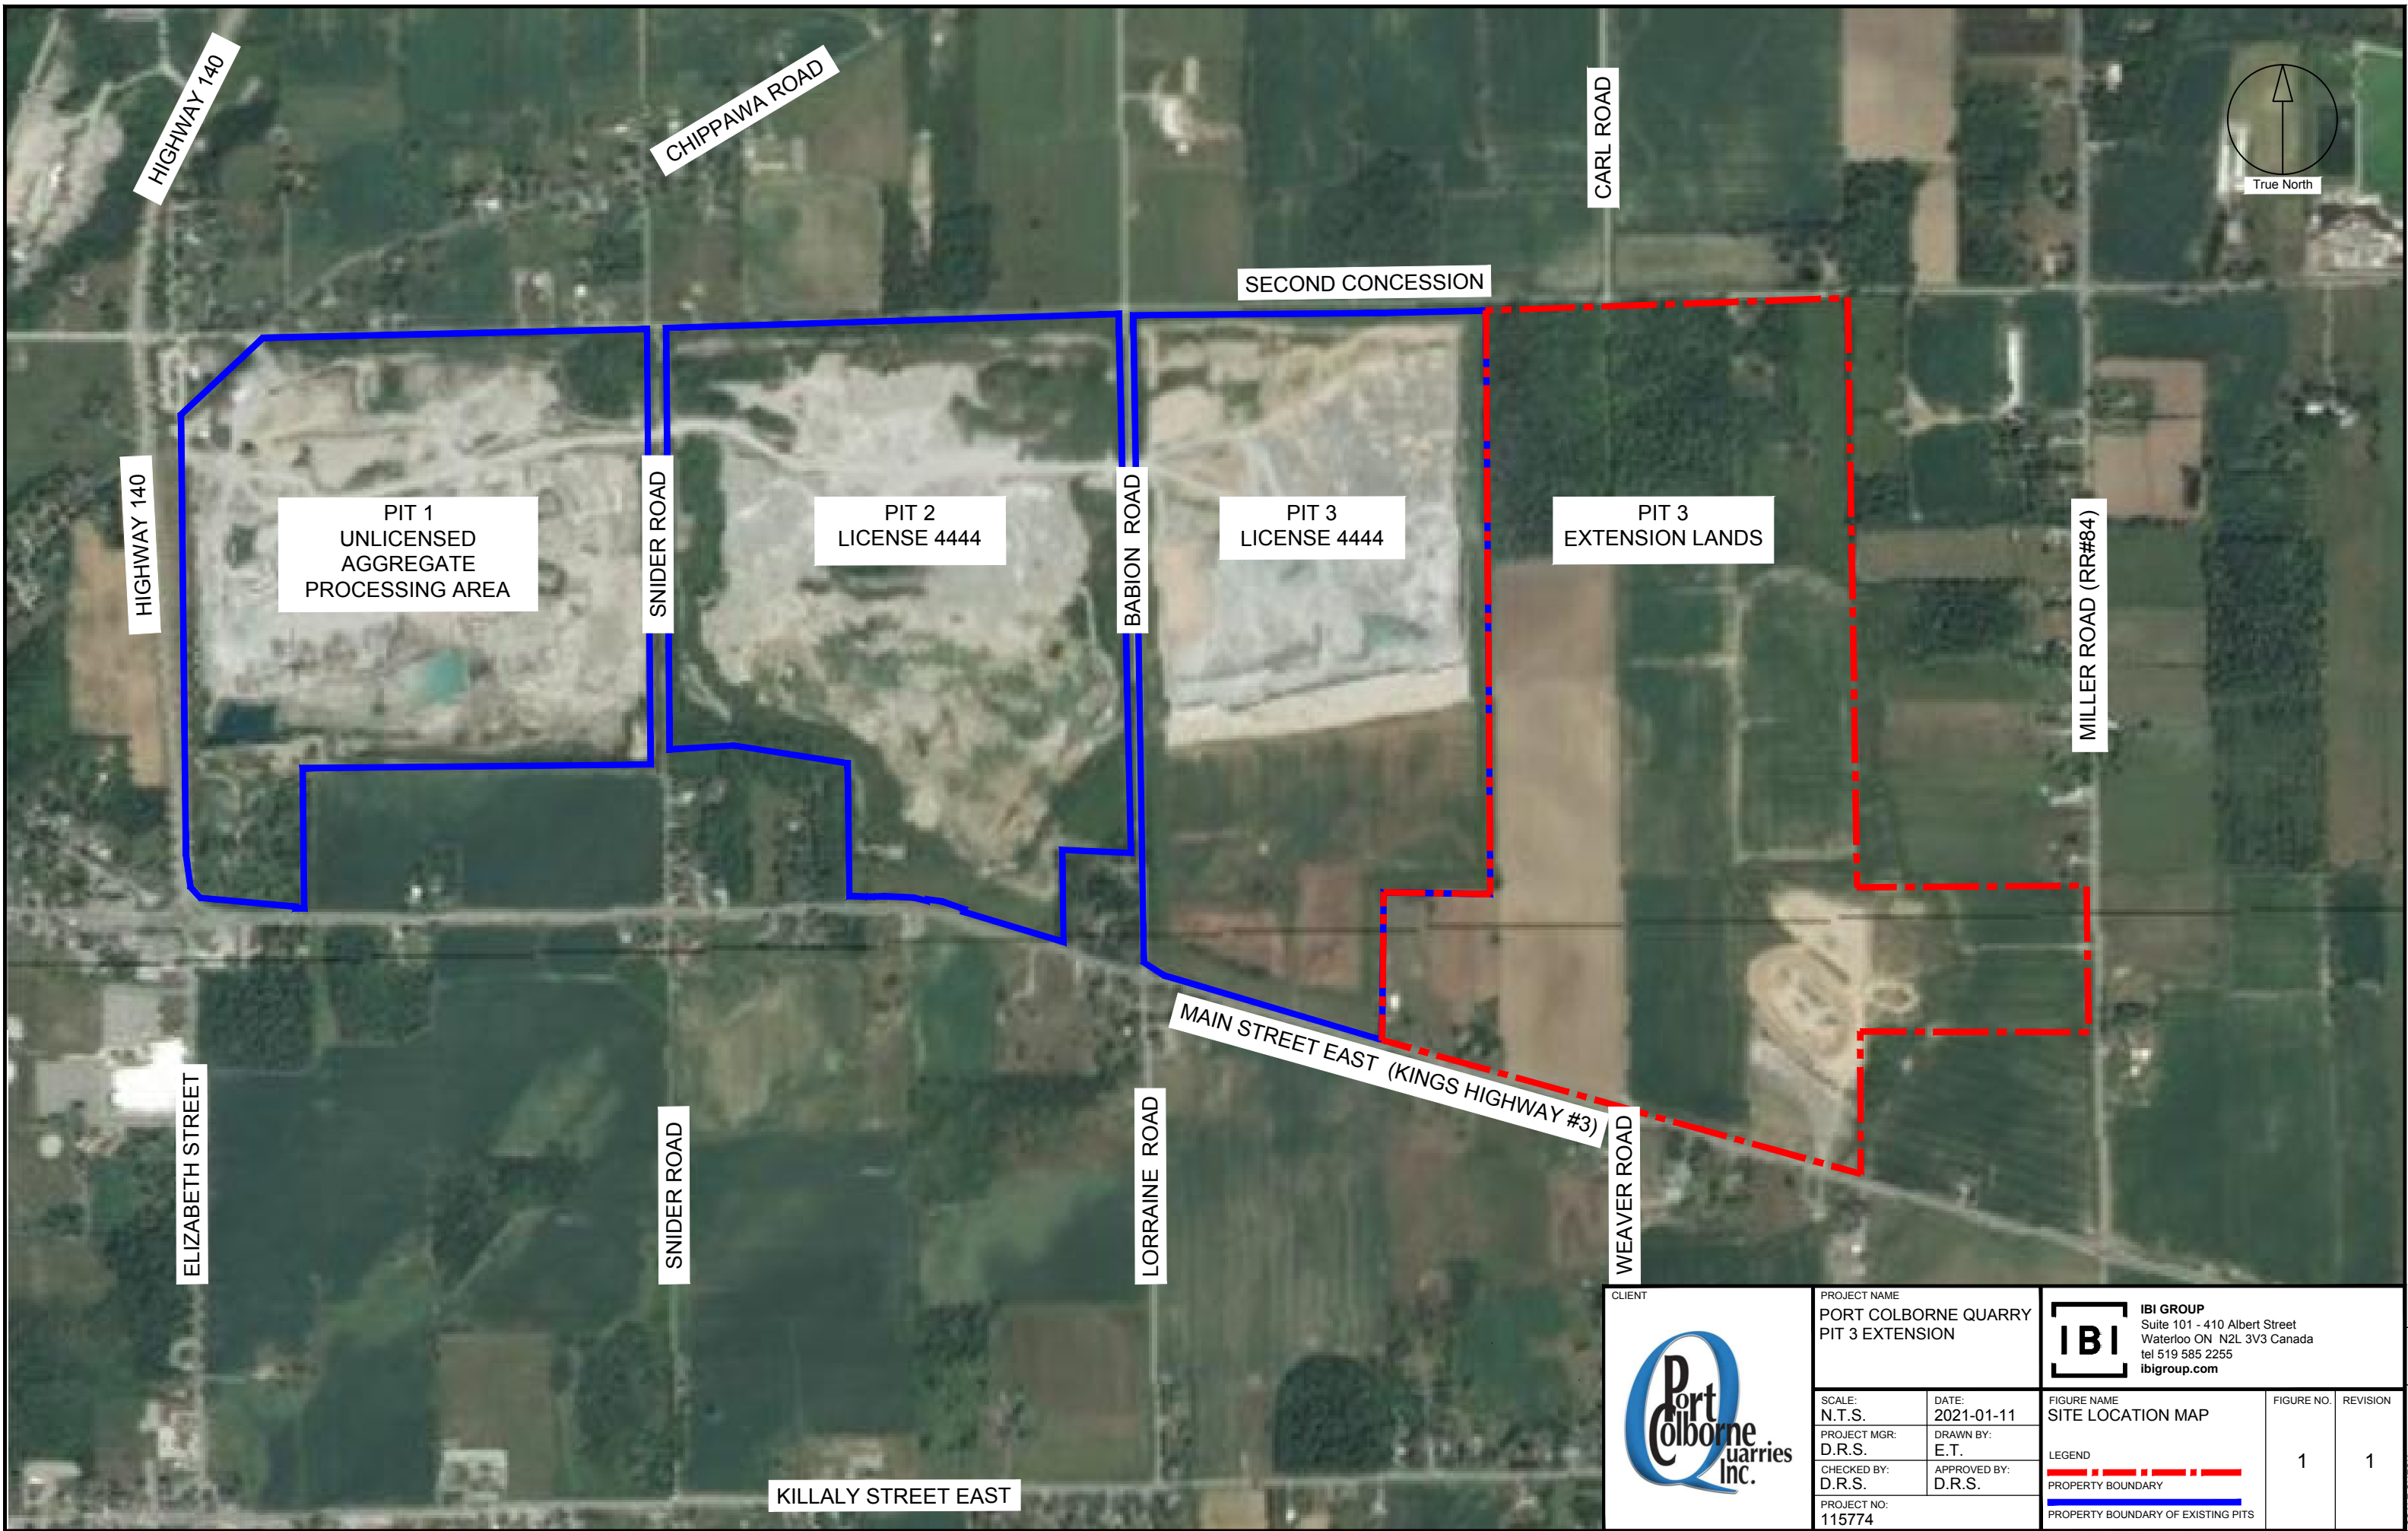 HIGHWAY 140
CHIPPAWA ROAD
CARL ROAD
True North
SECOND CONCESSION
HIGHWAY 140
PIT 1
UNLICENSED
AGGREGATE
PROCESSING AREA
SNIDER ROAD
PIT 2
LICENSE 4444
BABION ROAD
PIT 3
LICENSE 4444
PIT 3
EXTENSION LANDS
MILLER ROAD (RR#84)
MAIN STREET EAST (KINGS HIGHWAY #3)
ELIZABETH STREET
SNIDER ROAD
LORRAINE ROAD
WEAVER ROAD
KILLALY STREET EAST
CLIENT
Port
Colborne
Quarries
Inc.
PROJECT NAME
PORT COLBORNE QUARRY
PIT 3 EXTENSION
IBI
IBI GROUP
Suite 101 - 410 Albert Street
Waterloo ON N2L 3V3 Canada
tel 519 585 2255
ibigroup.com
SCALE:
N.T.S.
DATE:
2021-01-11
PROJECT MGR:
D.R.S.
DRAWN BY:
E.T.
CHECKED BY:
D.R.S.
APPROVED BY:
D.R.S.
PROJECT NO:
115774
FIGURE NAME
SITE LOCATION MAP
LEGEND
PROPERTY BOUNDARY
PROPERTY BOUNDARY OF EXISTING PITS
FIGURE NO.
1
REVISION
1